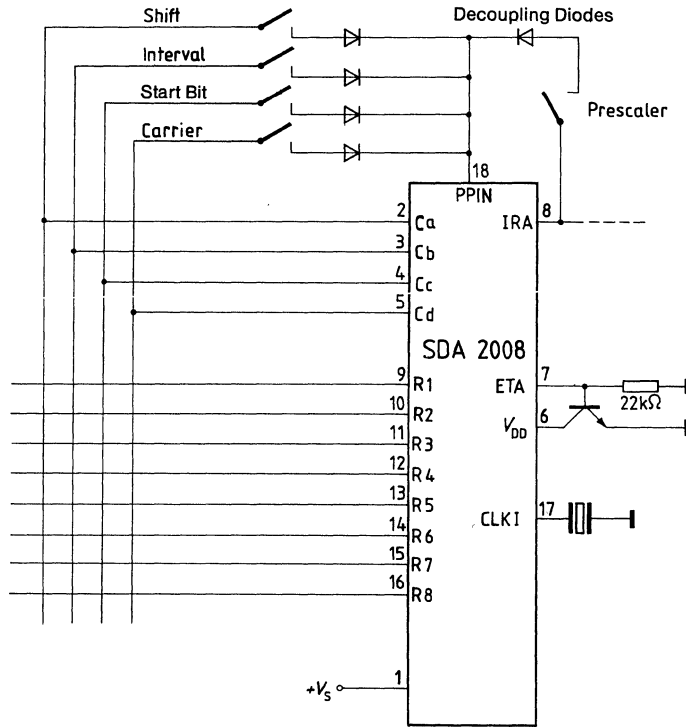 Shift
Decoupling Diodes
Interval
Start Bit
Prescaler
Carrier
18
PPIN
2 Ca
IRA 8
3 Cb
4 Cc
5 Cd
SDA 2008
9 R1
ETA 7
22kΩ
10 R2
VDD 6
11 R3
12 R4
13 R5
CLKI 17
14 R6
15 R7
16 R8
+Vs 1